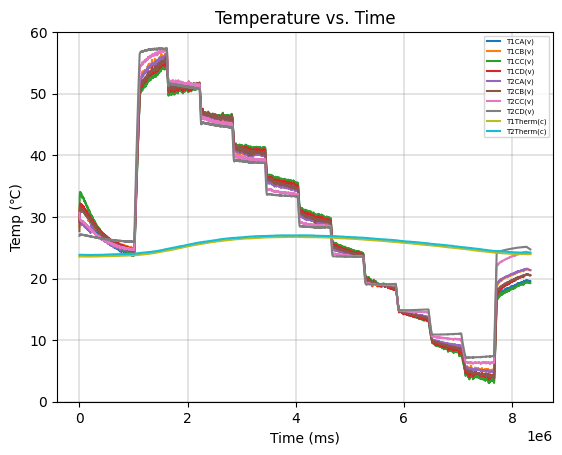 Temperature vs. Time
60
50
40
30
20
10
0
Temp (℃)
T1CA(v)
T1CB(v)
T1CC(v)
T1CD(v)
T2CA(v)
T2CB(v)
T2CC(v)
T2CD(v)
T1Therm(c)
T2Therm(c)
0 2 4 6 8
1e6
Time (ms)